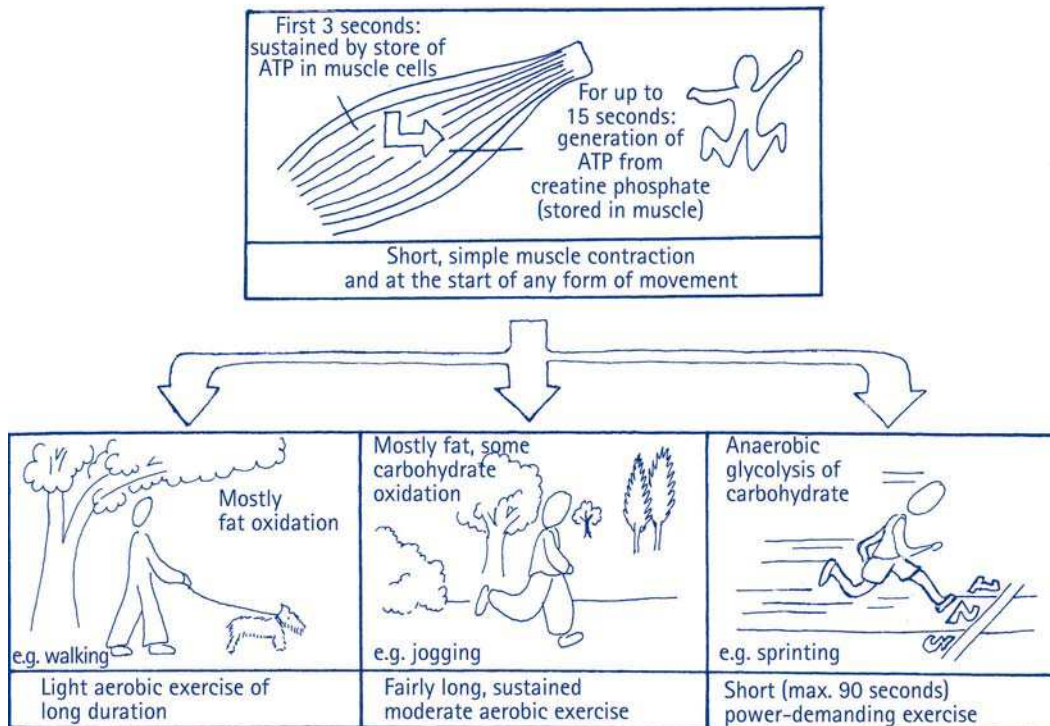 First 3 seconds:
sustained by store of
ATP in muscle cells
For up to
15 seconds:
generation of
ATP from
creatine phosphate
(stored in muscle)
Short, simple muscle contraction
and at the start of any form of movement
Mostly
fat oxidation
e.g. walking
Light aerobic exercise of
long duration
Mostly fat, some
carbohydrate
oxidation
e.g. jogging
Fairly long, sustained
moderate aerobic exercise
Anaerobic
glycolysis of
carbohydrate
1
2
3
e.g. sprinting
Short (max. 90 seconds)
power-demanding exercise